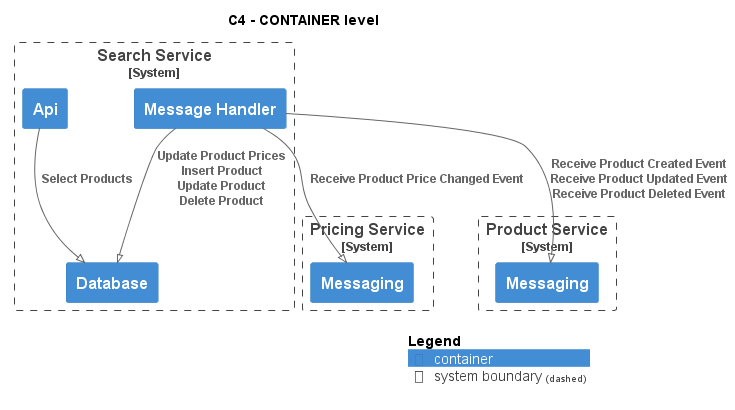 C4 - CONTAINER level
Search Service
[System]
Api
Message Handler
Update Product Prices
Insert Product
Update Product
Delete Product
Select Products
Receive Product Price Changed Event
Receive Product Created Event
Receive Product Updated Event
Receive Product Deleted Event
Pricing Service
[System]
Product Service
[System]
Database
Messaging
Messaging
Legend
container
system boundary (dashed)